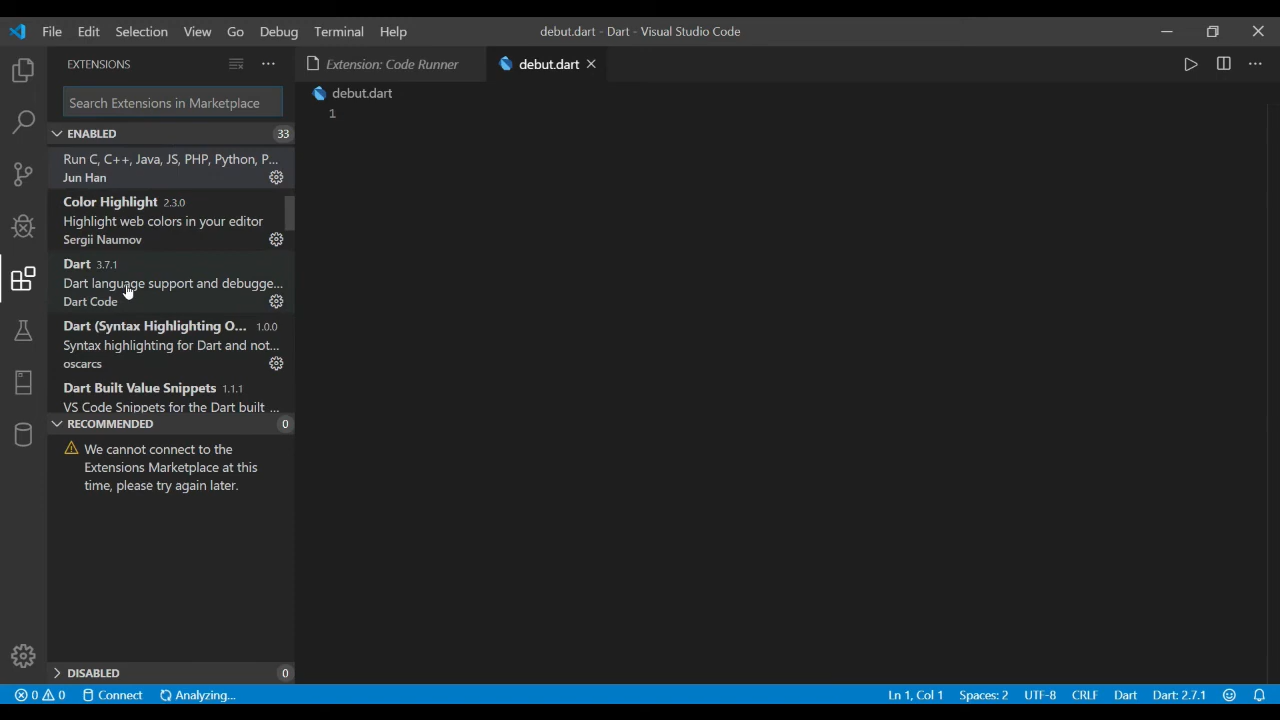 File Edit Selection View Go Debug Terminal Help debut.dart - Dart - Visual Studio Code
EXTENSIONS
Extension: Code Runner debut.dart
Search Extensions in Marketplace
debut.dart
1
ENABLED 33
Run C, C++, Java, JS, PHP, Python, P...
Jun Han
Color Highlight 2.3.0
Highlight web colors in your editor
Sergii Naumov
Dart 3.7.1
Dart language support and debugge...
Dart Code
Dart (Syntax Highlighting O... 1.0.0
Syntax highlighting for Dart and not...
oscarcs
Dart Built Value Snippets 1.1.1
VS Code Snippets for the Dart built ...
RECOMMENDED 0
We cannot connect to the
Extensions Marketplace at this
time, please try again later.
DISABLED 0
0 0 Connect Analyzing... Ln 1, Col 1 Spaces: 2 UTF-8 CRLF Dart Dart: 2.7.1